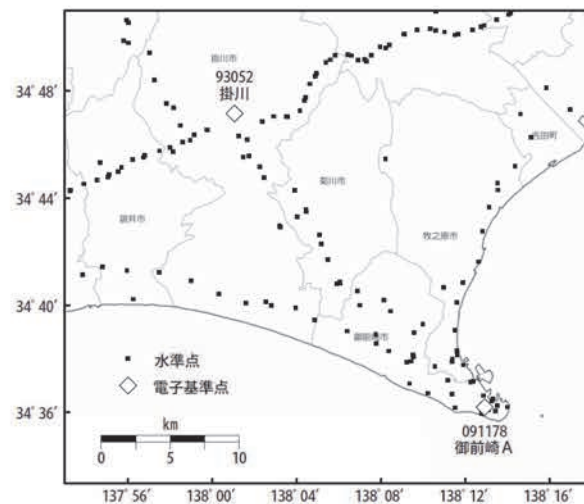 掛川市
93052
掛川
34˚ 48'
吉田町
34˚ 44'
菊川市
袋井市
牧之原市
34˚ 40'
御前崎市
水準点
電子基準点
34˚ 36'
km
091178
御前崎A
0 5 10
137˚ 56' 138˚ 00' 138˚ 04' 138˚ 08' 138˚ 12' 138˚ 16'